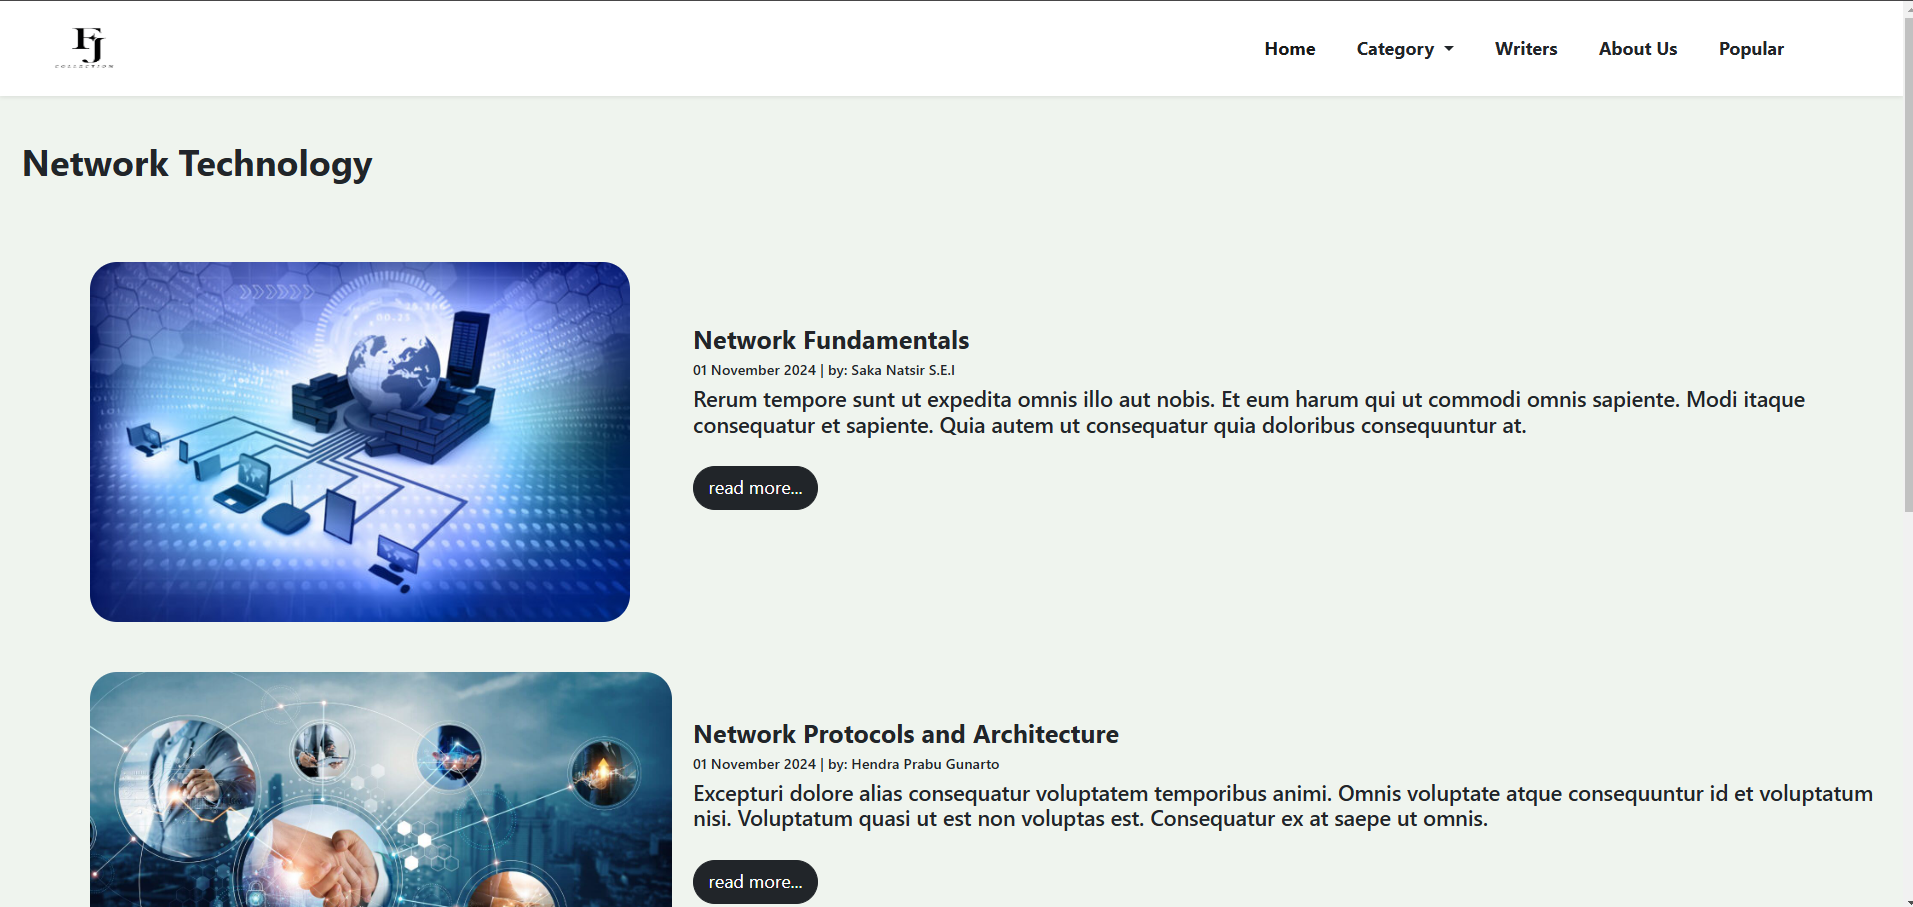 FJ
COLLECTION
Home
Category
Writers
About Us
Popular
Network Technology
Network Fundamentals
01 November 2024 | by: Saka Natsir S.E.I
Rerum tempore sunt ut expedita omnis illo aut nobis. Et eum harum qui ut commodi omnis sapiente. Modi itaque
consequatur et sapiente. Quia autem ut consequatur quia doloribus consequuntur at.
read more...
Network Protocols and Architecture
01 November 2024 | by: Hendra Prabu Gunarto
Excepturi dolore alias consequatur voluptatem temporibus animi. Omnis voluptate atque consequuntur id et voluptatum
nisi. Voluptatum quasi ut est non voluptas est. Consequatur ex at saepe ut omnis.
read more...